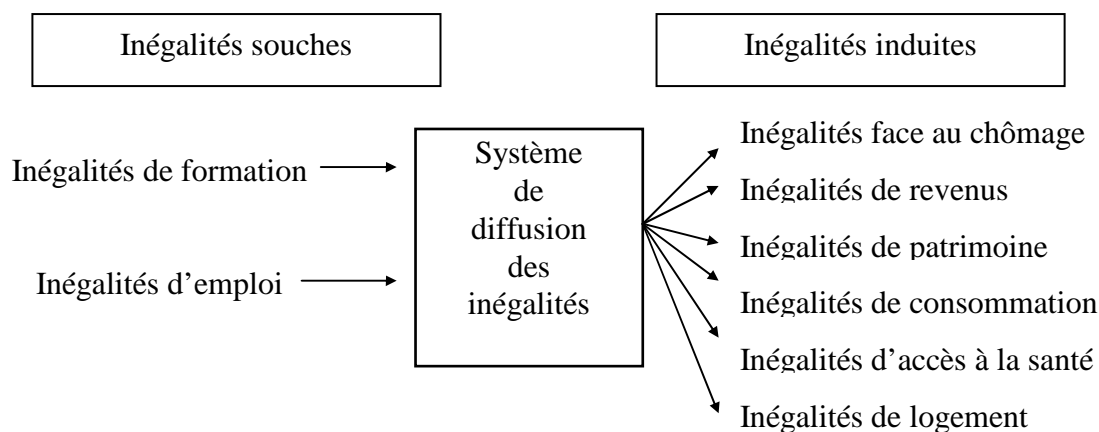 Inégalités souches
Inégalités induites
Inégalités de formation
Inégalités d’emploi
Système
de
diffusion
des
inégalités
Inégalités face au chômage
Inégalités de revenus
Inégalités de patrimoine
Inégalités de consommation
Inégalités d’accès à la santé
Inégalités de logement